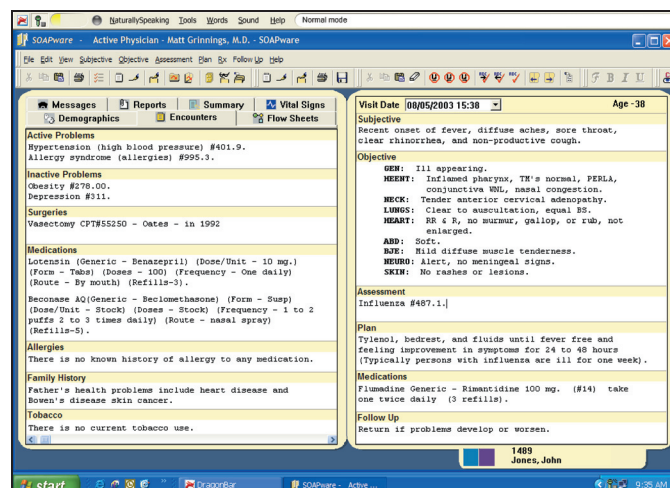 NaturallySpeaking Tools Words Sound Help Normal mode
SOAPware - Active Physician - Matt Grinnings, M.D. - SOAPware
File Edit View Subjective Objective Assessment Plan Rx Follow Up Help
F B I U
Messages Reports Summary Vital Signs
Demographics Encounters Flow Sheets
Active Problems
Hypertension (high blood pressure) #401.9.
Allergy syndrome (allergies) #995.3.
Inactive Problems
Obesity #278.00.
Depression #311.
Surgeries
Vasectomy CPT#55250 - Oates - in 1992
Medications
Lotensin (Generic - Benazepril) (Dose/Unit - 10 mg.)
(Form - Tabs) (Doses - 100) (Frequency - One daily)
(Route - By mouth) (Refills-3).
Beconase AQ(Generic - Beclomethasone) (Form - Susp)
(Dose/Unit - Stock) (Doses - Stock) (Frequency - 1 to 2
puffs 2 to 3 times daily) (Route - nasal spray)
(Refills-5).
Allergies
There is no known history of allergy to any medication.
Family History
Father's health problems include heart disease and
Bowen's disease skin cancer.
Tobacco
There is no current tobacco use.
Visit Date 08/05/2003 15:38 Age -38
Subjective
Recent onset of fever, diffuse aches, sore throat,
clear rhinorrhea, and non-productive cough.
Objective
GEN: Ill appearing.
HEENT: Inflamed pharynx, TM's normal, PERLA,
conjunctiva WNL, nasal congestion.
NECK: Tender anterior cervical adenopathy.
LUNGS: Clear to auscultation, equal BS.
HEART: RR & R, no murmur, gallop, or rub, not
enlarged.
ABD: Soft.
BJE: Mild diffuse muscle tenderness.
NEURO: Alert, no meningeal signs.
SKIN: No rashes or lesions.
Assessment
Influenza #487.1.
Plan
Tylenol, bedrest, and fluids until fever free and
feeling improvement in symptoms for 24 to 48 hours
(Typically persons with influenza are ill for one week).
Medications
Flumadine Generic - Rimantidine 100 mg. (#14) take
one twice daily (3 refills).
Follow Up
Return if problems develop or worsen.
1489
Jones, John
start DragonBar SOAPware - Active ... 9:35 AM